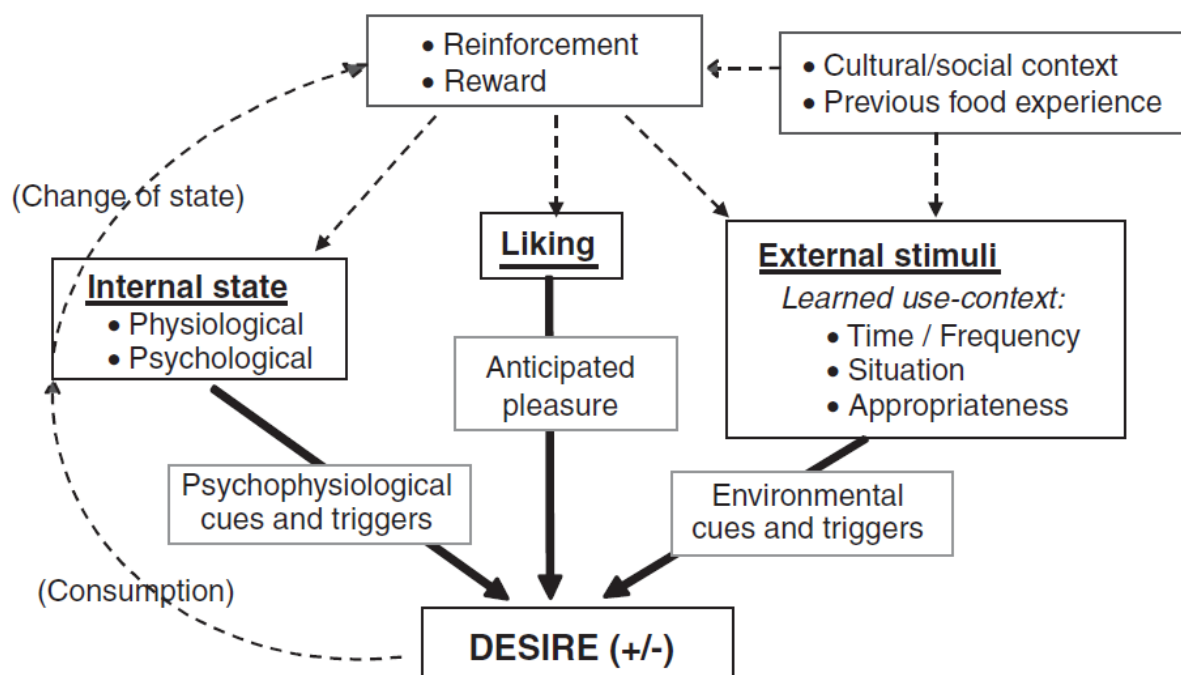 • Reinforcement
• Reward
• Cultural/social context
• Previous food experience
(Change of state)
Liking
External stimuli
Learned use-context:
• Time / Frequency
• Situation
• Appropriateness
Internal state
• Physiological
• Psychological
Anticipated
pleasure
Psychophysiological
cues and triggers
Environmental
cues and triggers
(Consumption)
DESIRE (+/-)